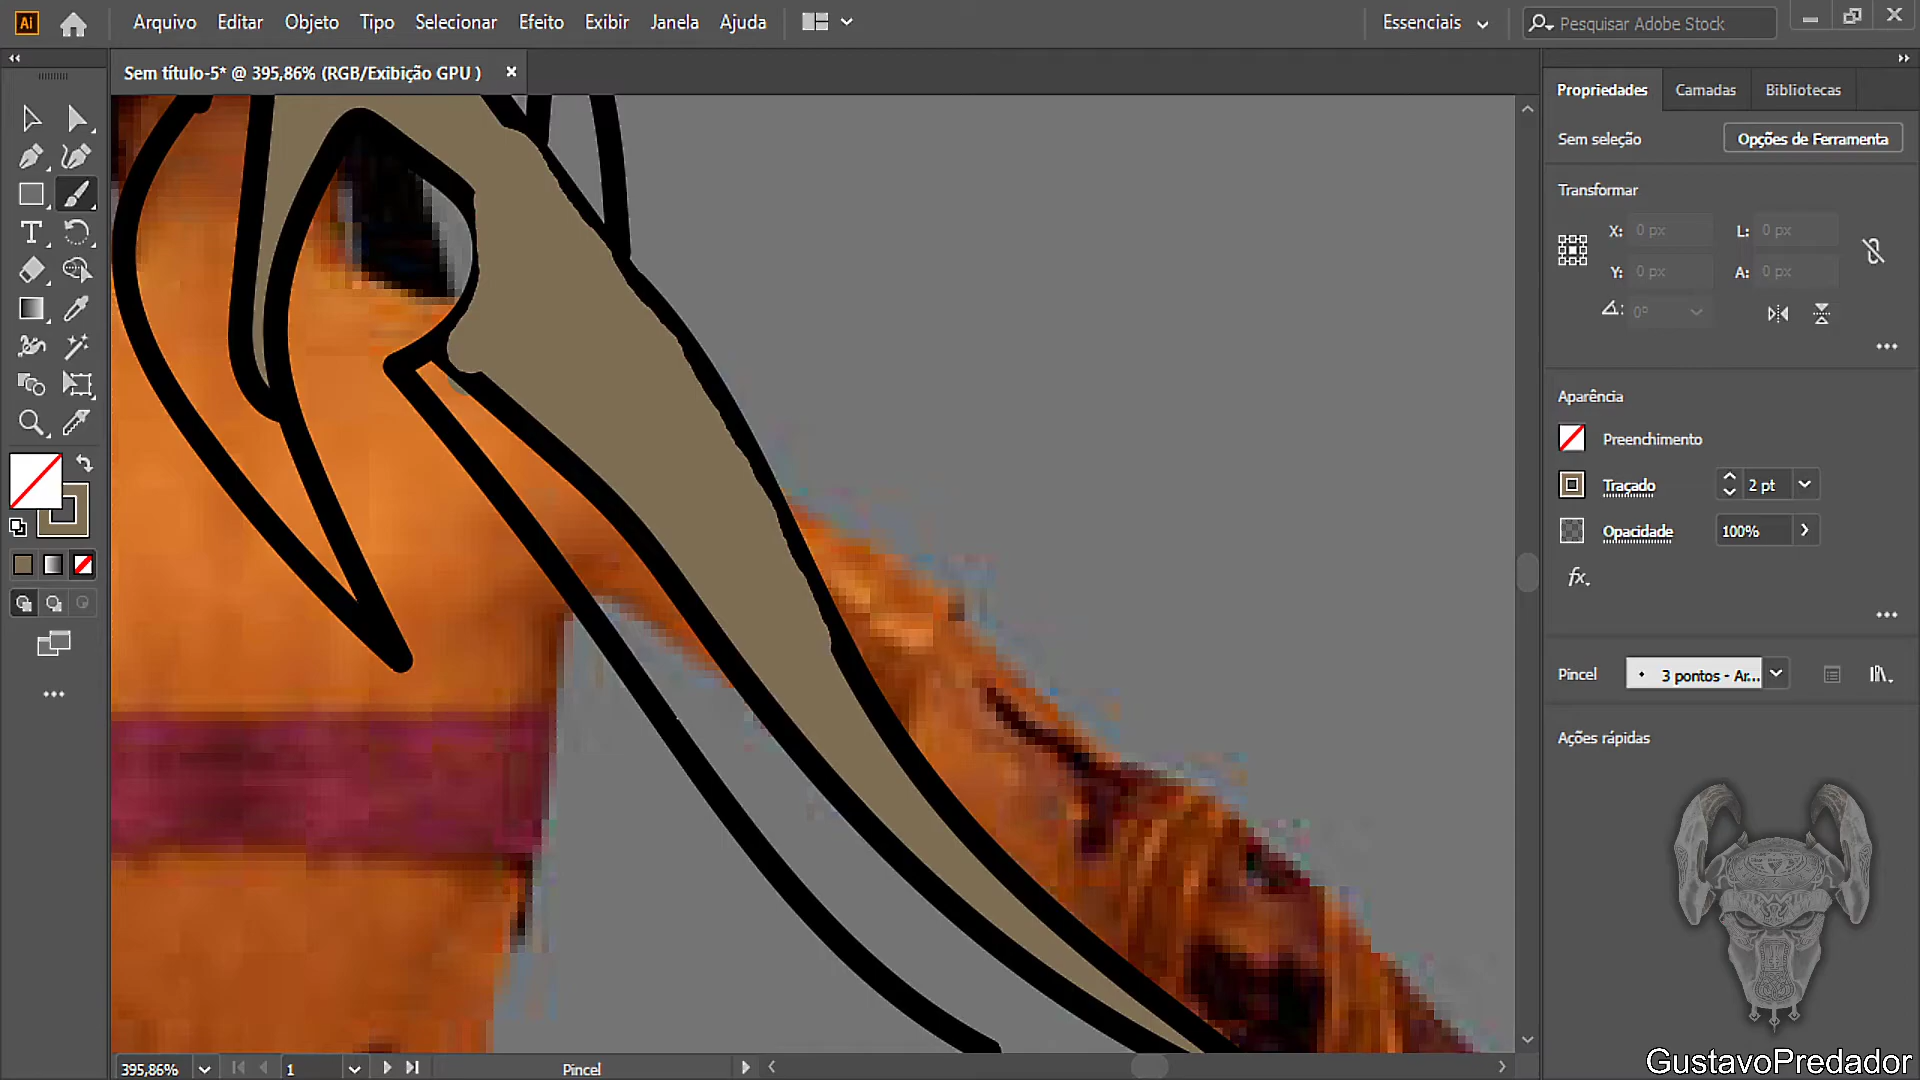 Ai
Arquivo Editar Objeto Tipo Selecionar Efeito Exibir Janela Ajuda
Essenciais
Pesquisar Adobe Stock
Sem título-5* @ 395,86% (RGB/Exibição GPU )
Propriedades Camadas Bibliotecas
Sem seleção
Opções de Ferramenta
Transformar
X: 0 px L: 0 px
Y: 0 px A: 0 px
0°
Aparência
Preenchimento
Traçado 2 pt
Opacidade 100%
fx.
Pincel 3 pontos - Ar...
Ações rápidas
395,86% 1 Pincel
GustavoPredador